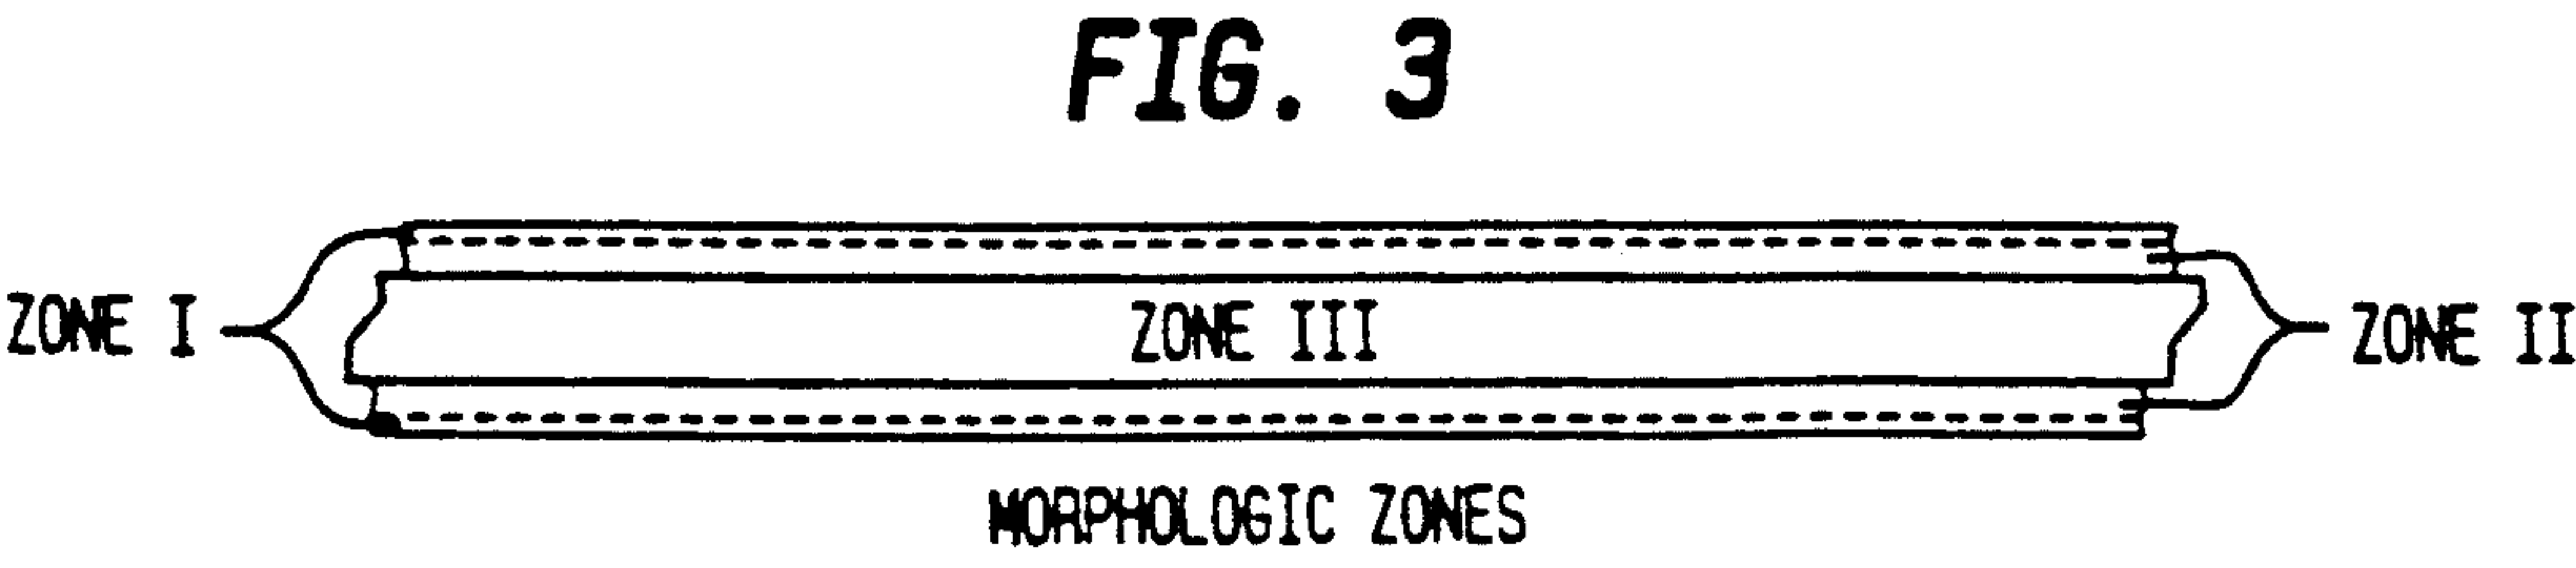 FIG. 3
ZONE I
ZONE III
ZONE II
MORPHOLOGIC ZONES